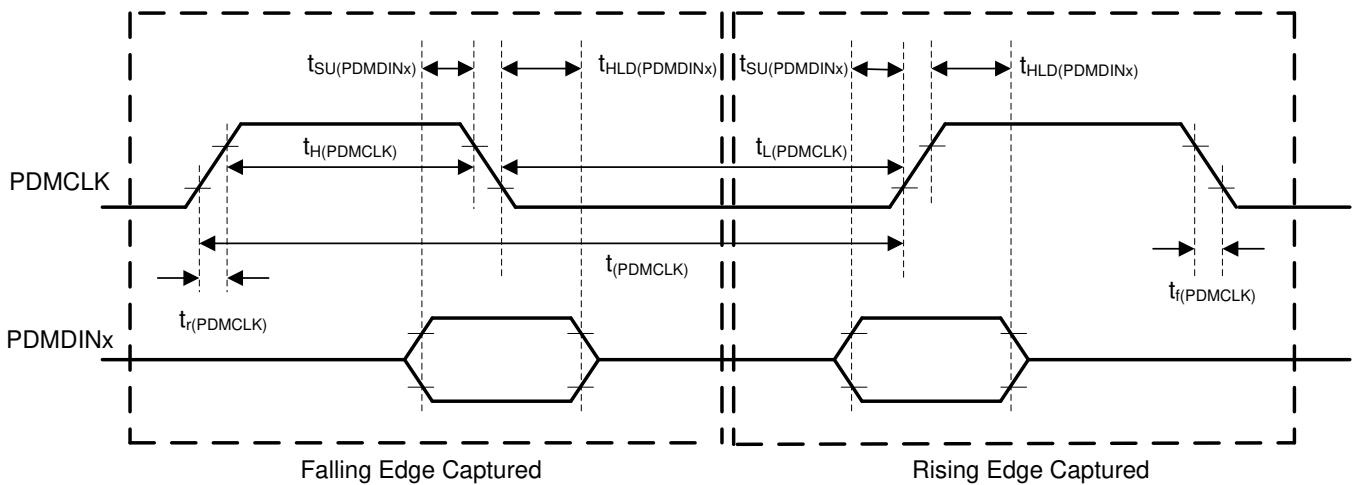 tSU(PDMDINx) tHLD(PDMDINx) tSU(PDMDINx) tHLD(PDMDINx)
tH(PDMCLK) tL(PDMCLK)
PDMCLK
t(PDMCLK)
tr(PDMCLK) tf(PDMCLK)
PDMDINx
Falling Edge Captured Rising Edge Captured